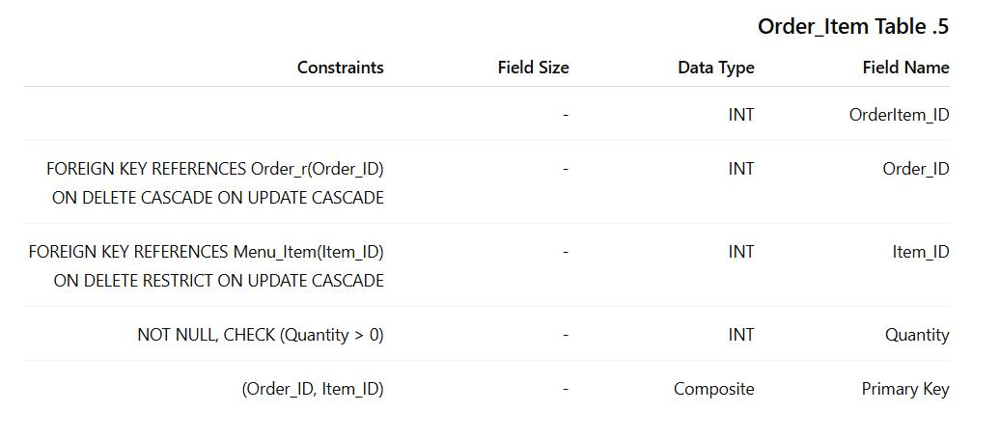 Order_Item Table .5
Constraints Field Size Data Type Field Name
- INT OrderItem_ID
FOREIGN KEY REFERENCES Order_r(Order_ID) - INT Order_ID
ON DELETE CASCADE ON UPDATE CASCADE
FOREIGN KEY REFERENCES Menu_Item(Item_ID) - INT Item_ID
ON DELETE RESTRICT ON UPDATE CASCADE
NOT NULL, CHECK (Quantity > 0) - INT Quantity
(Order_ID, Item_ID) - Composite Primary Key